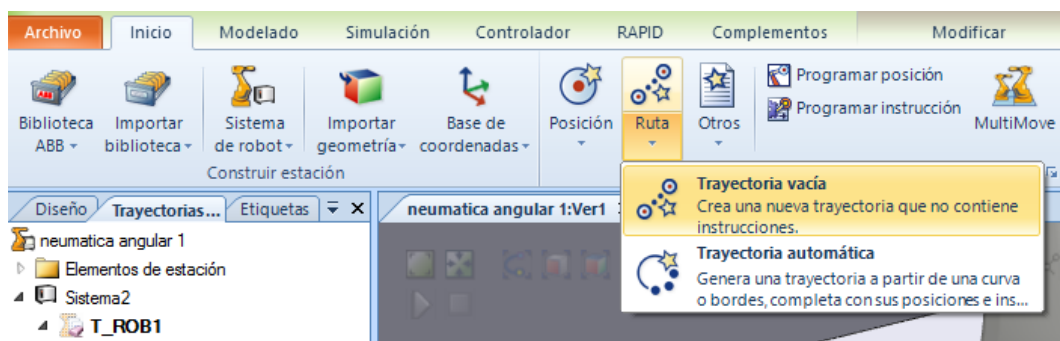 Archivo Inicio Modelado Simulación Controlador RAPID Complementos Modificar
Biblioteca ABB
Importar biblioteca
Sistema de robot
Importar geometría
Base de coordenadas
Construir estación
Posición
Ruta
Otros
Programar posición
Programar instrucción
MultiMove
Trayectoria vacía
Crea una nueva trayectoria que no contiene
instrucciones.
Trayectoria automática
Genera una trayectoria a partir de una curva
o bordes, completa con sus posiciones e ins...
Diseño Trayectorias... Etiquetas
neumatica angular 1:Ver1
neumatica angular 1
Elementos de estación
Sistema2
T_ROB1